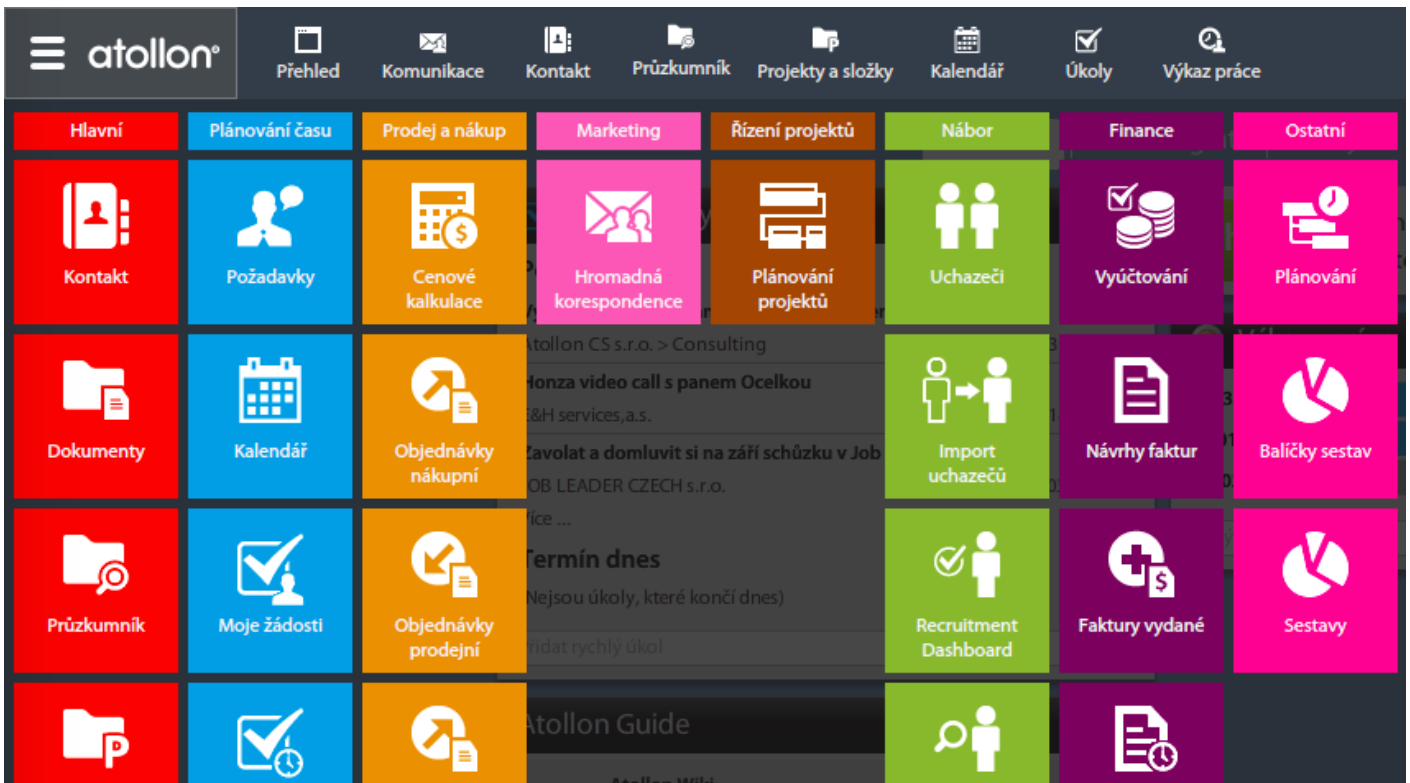 atollon
Přehled
Komunikace
Kontakt
Průzkumník
Projekty a složky
Kalendář
Úkoly
Výkaz práce
Hlavní
Plánování času
Prodej a nákup
Marketing
Řízení projektů
Nábor
Finance
Ostatní
Kontakt
Požadavky
Cenové
kalkulace
Hromadná
korespondence
Plánování
projektů
Uchazeči
Vyúčtování
Plánování
Atollon CS s.r.o. > Consulting
Honza video call s panem Ocelkou
E&H services,a.s.
Zavolat a domluvit si na září schůzku v Job
JOB LEADER CZECH s.r.o.
Více ...
Dokumenty
Kalendář
Objednávky
nákupní
Import
uchazečů
Návrhy faktur
Balíčky sestav
Termín dnes
(Nejsou úkoly, které končí dnes)
Přidat rychlý úkol
Průzkumník
Moje žádosti
Objednávky
prodejní
Recruitment
Dashboard
Faktury vydané
Sestavy
Atollon Guide
Atollon Wiki